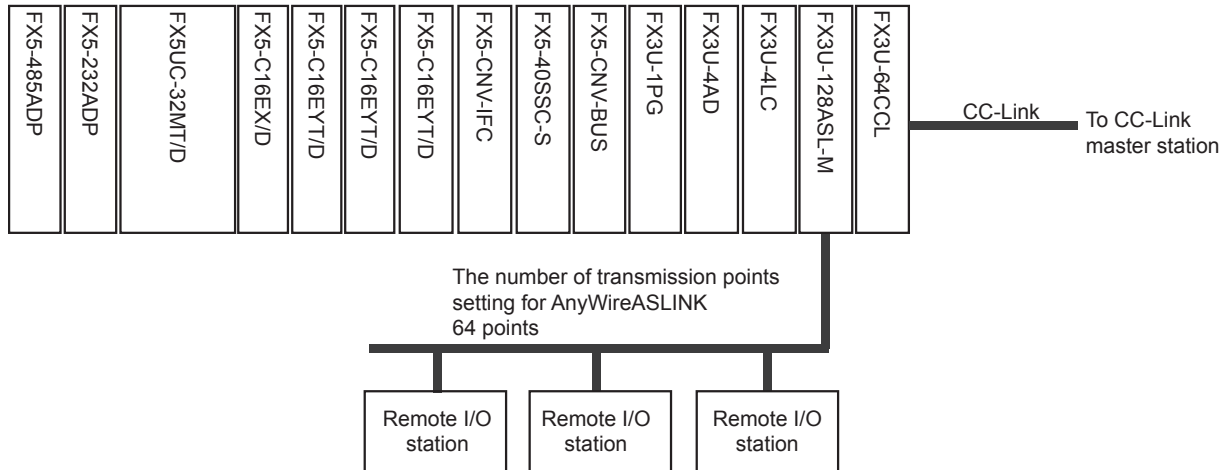 FX5-485ADP
FX5-232ADP
FX5UC-32MT/D
FX5-C16EX/D
FX5-C16EYT/D
FX5-C16EYT/D
FX5-C16EYT/D
FX5-CNV-IFC
FX5-40SSC-S
FX5-CNV-BUS
FX3U-1PG
FX3U-4AD
FX3U-4LC
FX3U-128ASL-M
FX3U-64CCL
CC-Link
To CC-Link
master station
The number of transmission points
setting for AnyWireASLINK
64 points
Remote I/O
station
Remote I/O
station
Remote I/O
station